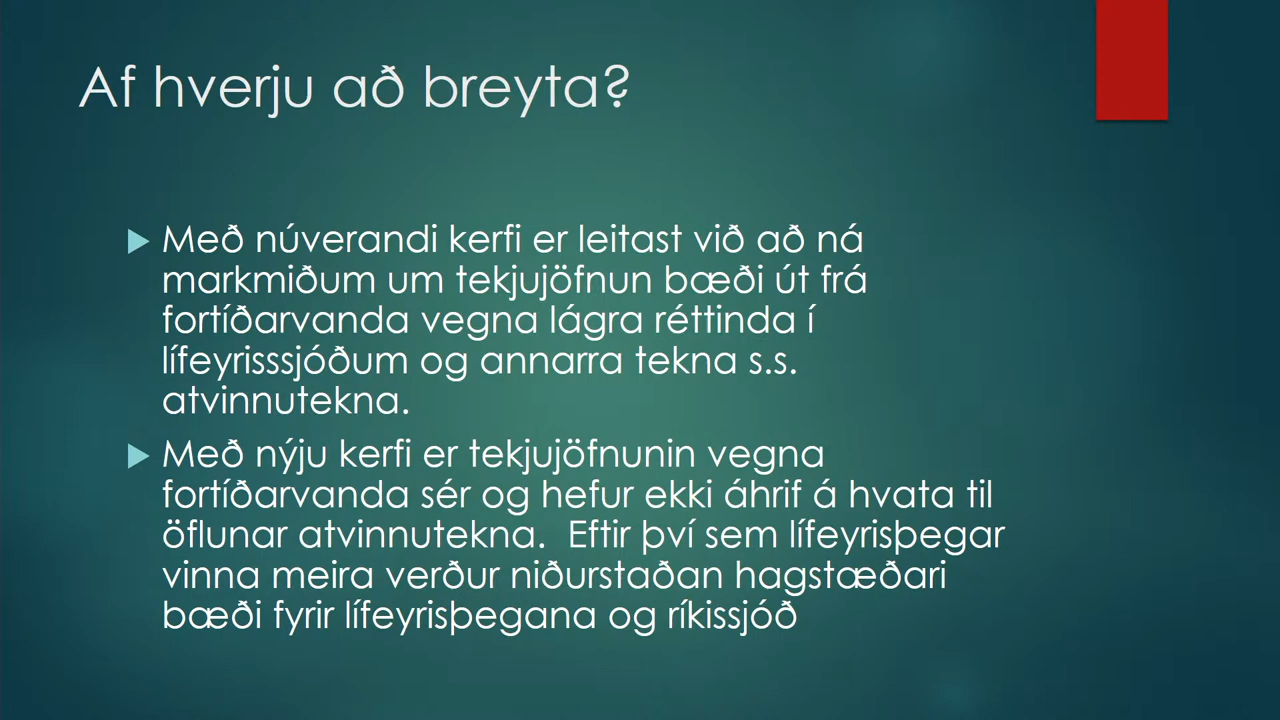 Af hverju að breyta?
Með núverandi kerfi er leitast við að ná
markmiðum um tekjujöfnun bæði út frá
fortíðarvanda vegna lágra réttinda í
lífeyrisssjóðum og annarra tekna s.s.
atvinnutekna.
Með nýju kerfi er tekjujöfnunin vegna
fortíðarvanda sér og hefur ekki áhrif á hvata til
öflunar atvinnutekna.  Eftir því sem lífeyrisþegar
vinna meira verður niðurstaðan hagstæðari
bæði fyrir lífeyrisþegana og ríkissjóð